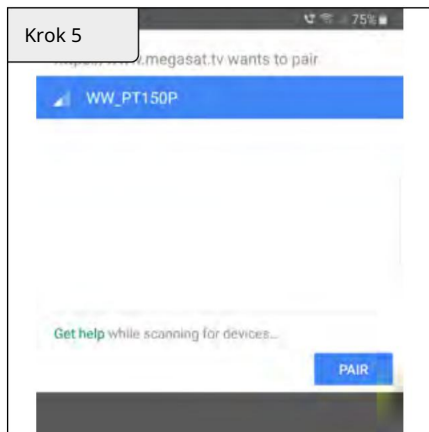 Krok 5
75%
.megasat.tv wants to pair
WW_PT150P
Get help while scanning for devices...
PAIR